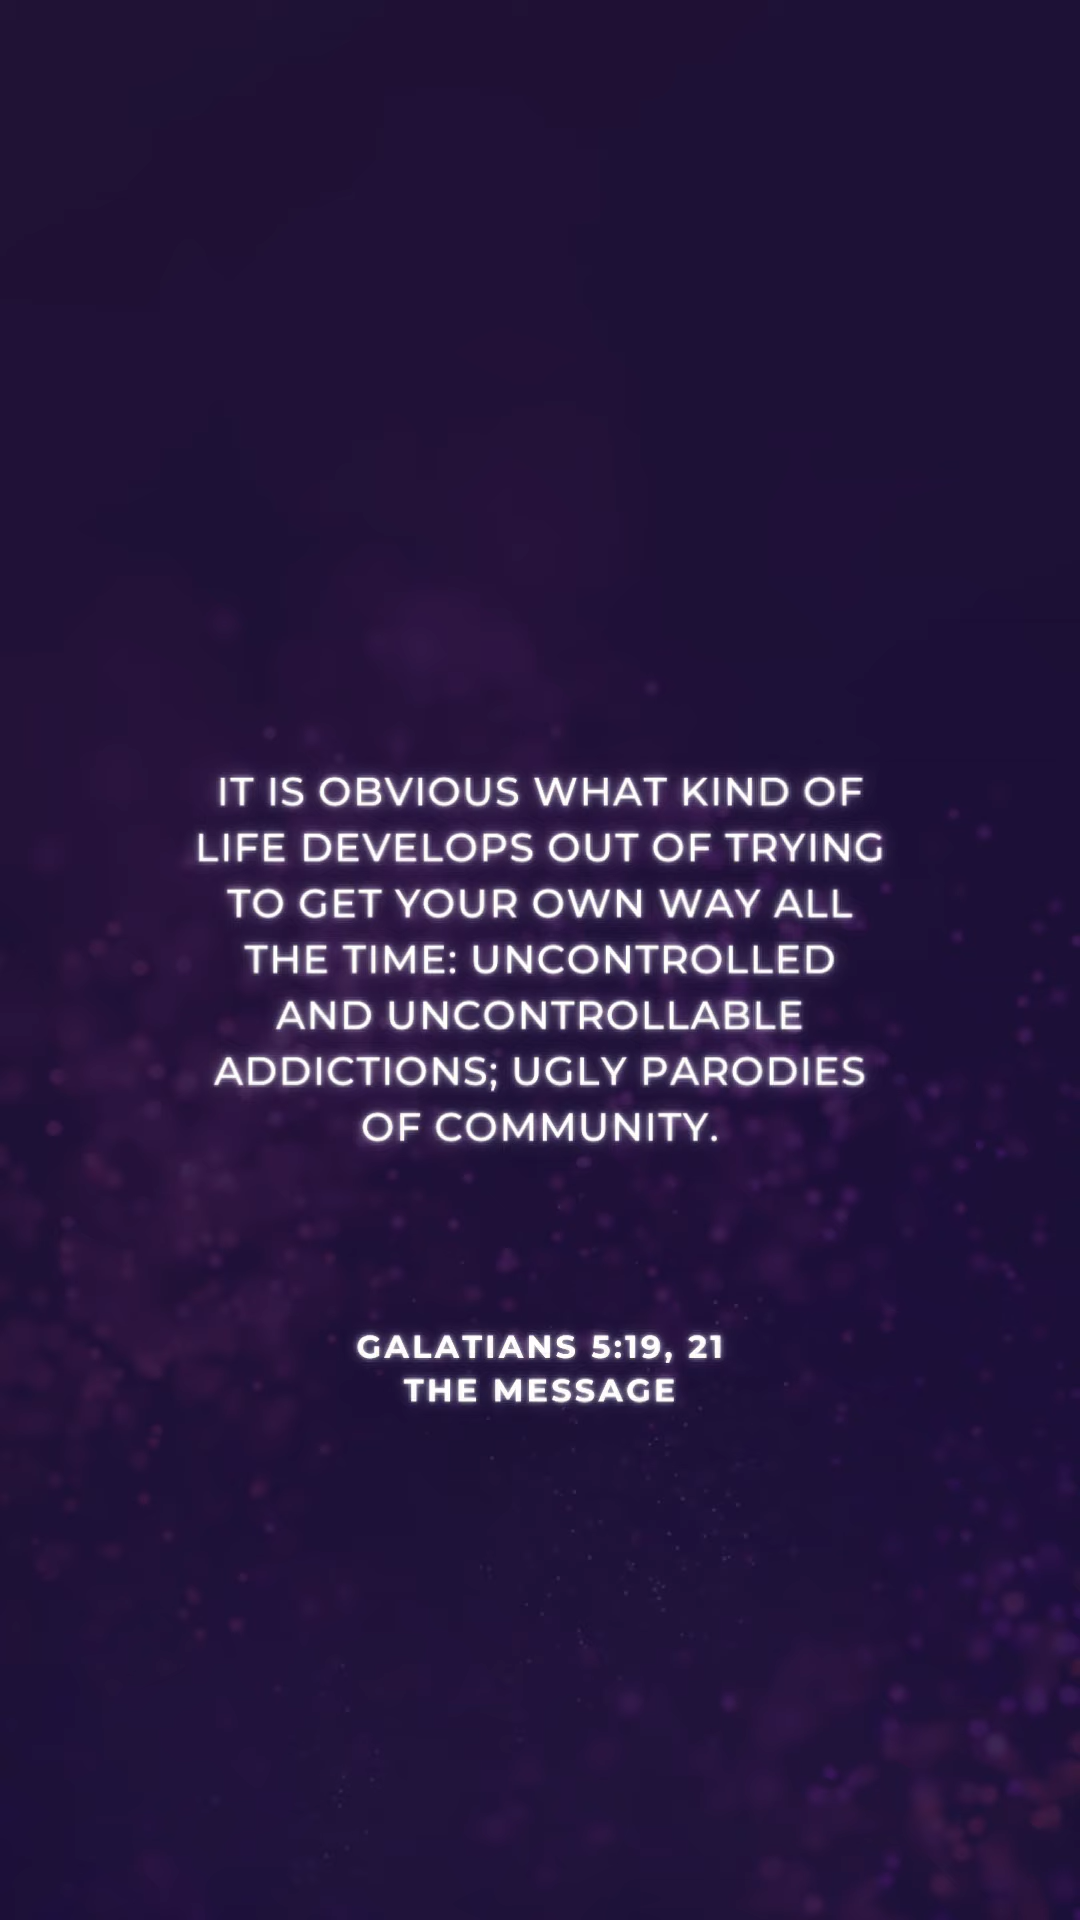 IT IS OBVIOUS WHAT KIND OF
LIFE DEVELOPS OUT OF TRYING
TO GET YOUR OWN WAY ALL
THE TIME: UNCONTROLLED
AND UNCONTROLLABLE
ADDICTIONS; UGLY PARODIES
OF COMMUNITY.
GALATIANS 5:19, 21
THE MESSAGE